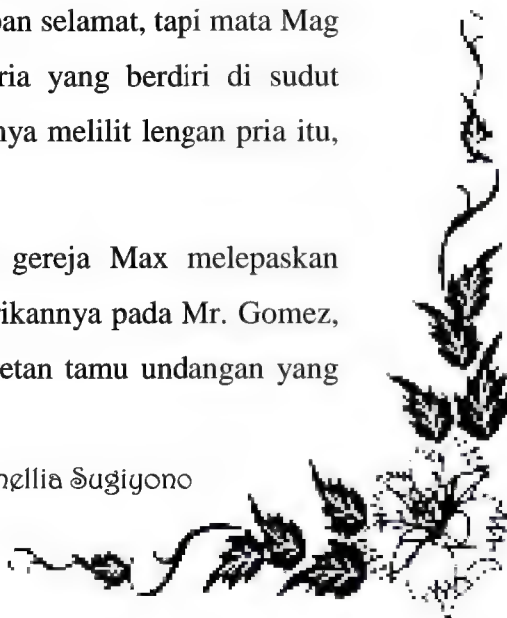 pan selamat, tapi mata Mag
ria yang berdiri di sudut
nya melilit lengan pria itu,
gereja Max melepaskan
rikannya pada Mr. Gomez,
etan tamu undangan yang
nellia Sugiyono